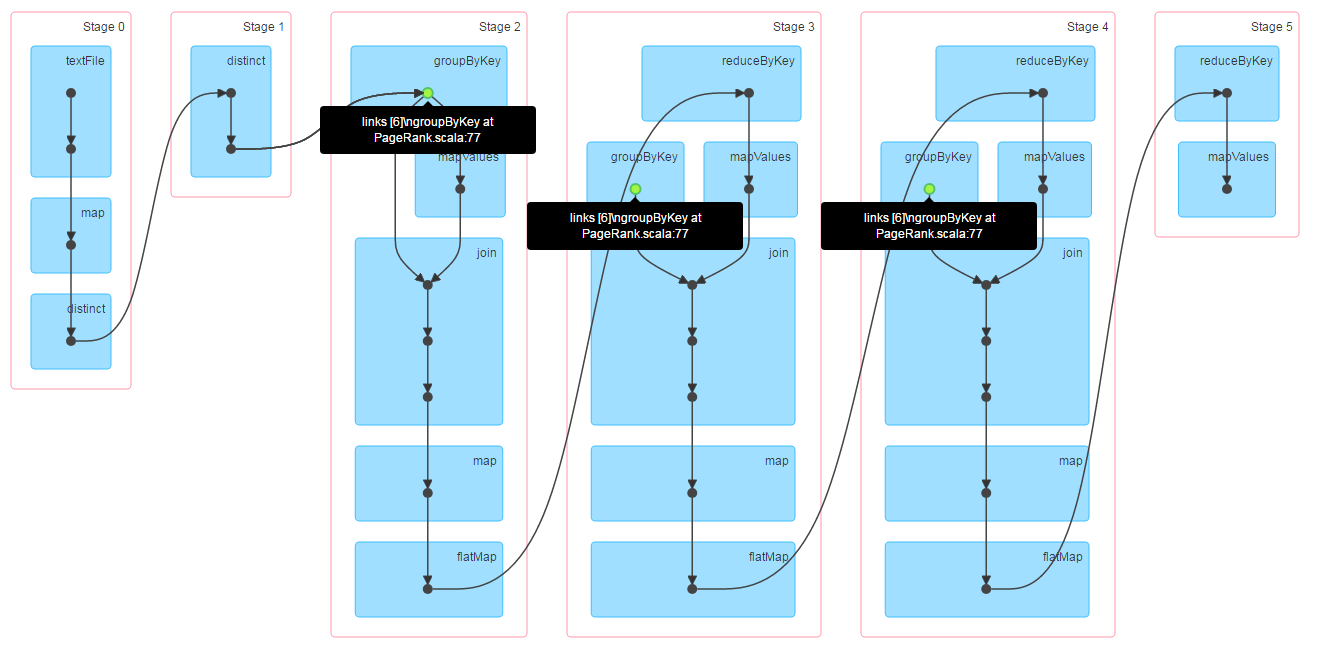 Stage 0
textFile
map
distinct
Stage 1
distinct
Stage 2
groupByKey
links [6]\ngroupByKey at
PageRank.scala:77
mapValues
join
map
flatMap
Stage 3
reduceByKey
groupByKey
mapValues
links [6]\ngroupByKey at
PageRank.scala:77
join
map
flatMap
Stage 4
reduceByKey
groupByKey
mapValues
links [6]\ngroupByKey at
PageRank.scala:77
join
map
flatMap
Stage 5
reduceByKey
mapValues